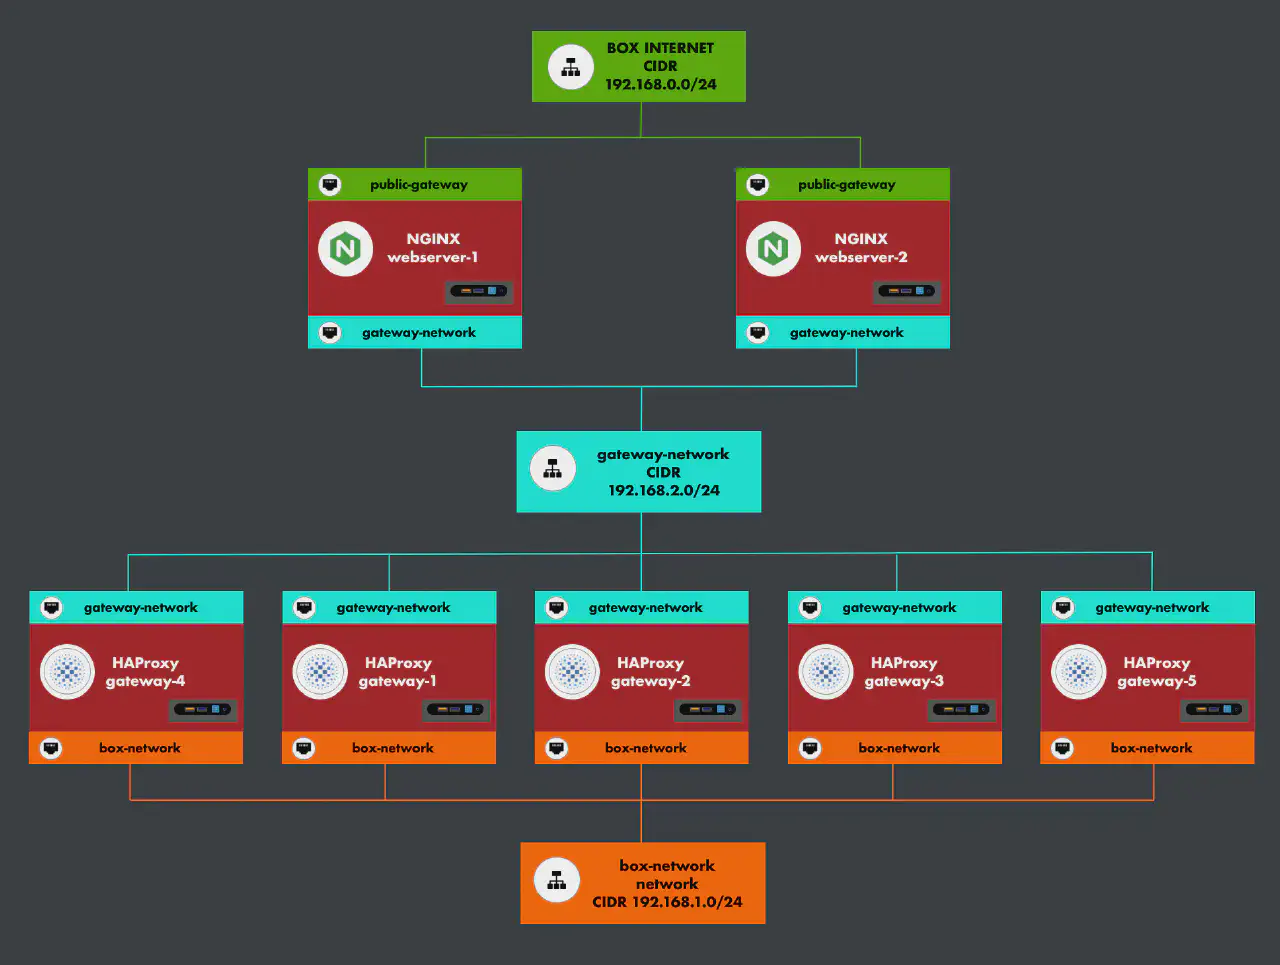 BOX INTERNET
CIDR
192.168.0.0/24
public-gateway
NGINX
webserver-1
gateway-network
public-gateway
NGINX
webserver-2
gateway-network
gateway-network
CIDR
192.168.2.0/24
gateway-network
HAProxy
gateway-4
box-network
gateway-network
HAProxy
gateway-1
box-network
gateway-network
HAProxy
gateway-2
box-network
gateway-network
HAProxy
gateway-3
box-network
gateway-network
HAProxy
gateway-5
box-network
box-network
network
CIDR 192.168.1.0/24